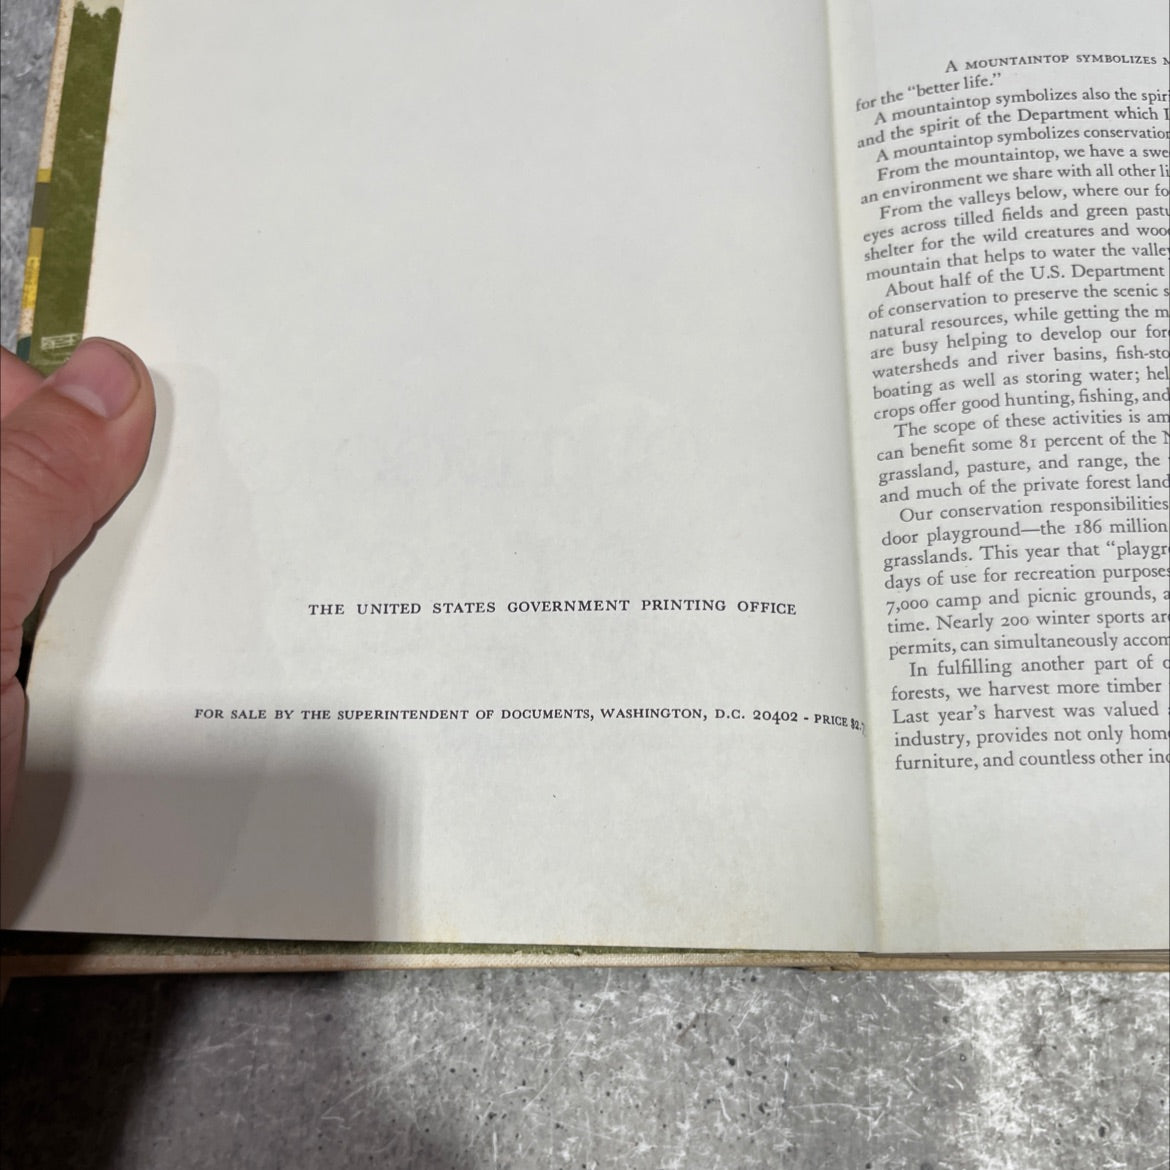 THE UNITED STATES GOVERNMENT PRINTING OFFICE
FOR SALE BY THE SUPERINTENDENT OF DOCUMENTS, WASHINGTON, D.C. 20402 - PRICE $2.
A MOUNTAINTOP SYMBOLIZES
for the “better life.”
A mountaintop symbolizes also the spir
and the spirit of the Department which I
A mountaintop symbolizes conservation
From the mountaintop, we have a swe
an environment we share with all other li
From the valleys below, where our fo
eyes across tilled fields and green pastu
shelter for the wild creatures and wood
mountain that helps to water the valley
About half of the U.S. Department
of conservation to preserve the scenic s
natural resources, while getting the m
are busy helping to develop our fore
watersheds and river basins, fish-sto
boating as well as storing water; hel
crops offer good hunting, fishing, and
The scope of these activities is am
can benefit some 81 percent of the N
grassland, pasture, and range, the
and much of the private forest land
Our conservation responsibilities
door playground—the 186 million
grasslands. This year that “playgr
days of use for recreation purposes
7,000 camp and picnic grounds, a
time. Nearly 200 winter sports are
permits, can simultaneously accom
In fulfilling another part of o
forests, we harvest more timber
Last year’s harvest was valued
industry, provides not only home
furniture, and countless other ind